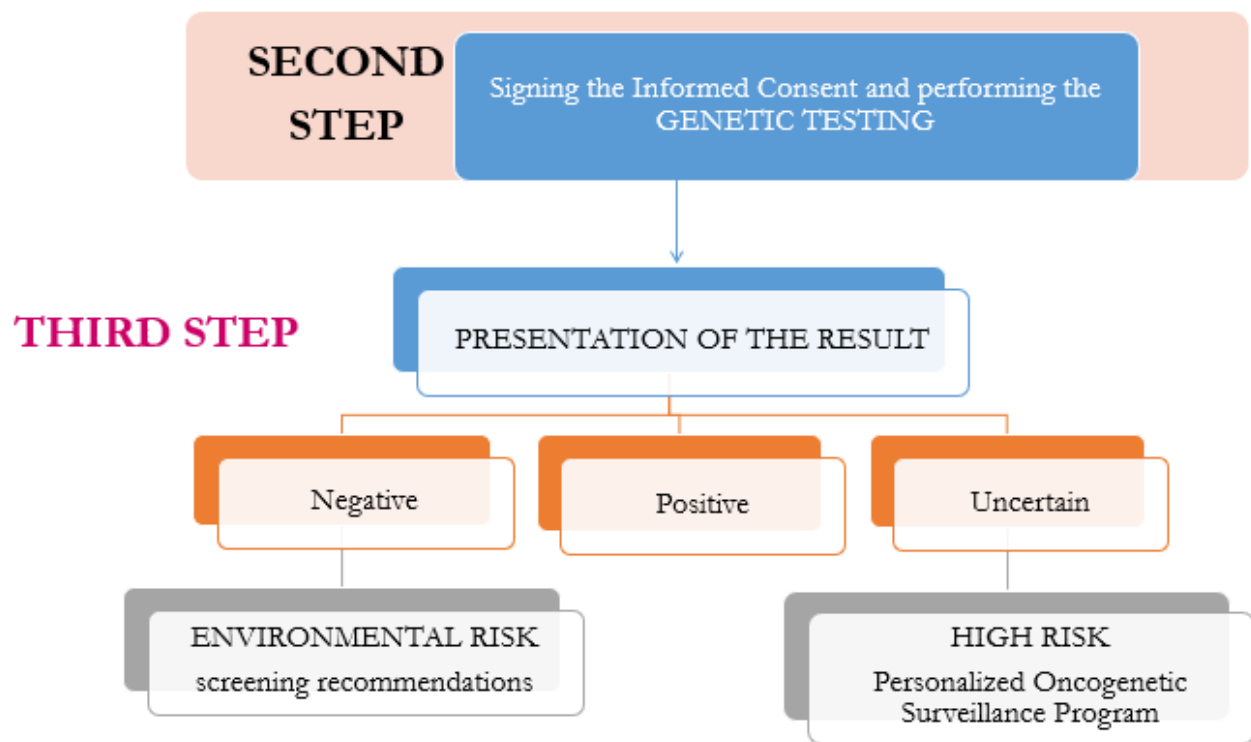 SECOND
STEP
Signing the Informed Consent and performing the
GENETIC TESTING
THIRD STEP
PRESENTATION OF THE RESULT
Negative
Positive
Uncertain
ENVIRONMENTAL RISK
screening recommendations
HIGH RISK
Personalized Oncogenetic
Surveillance Program